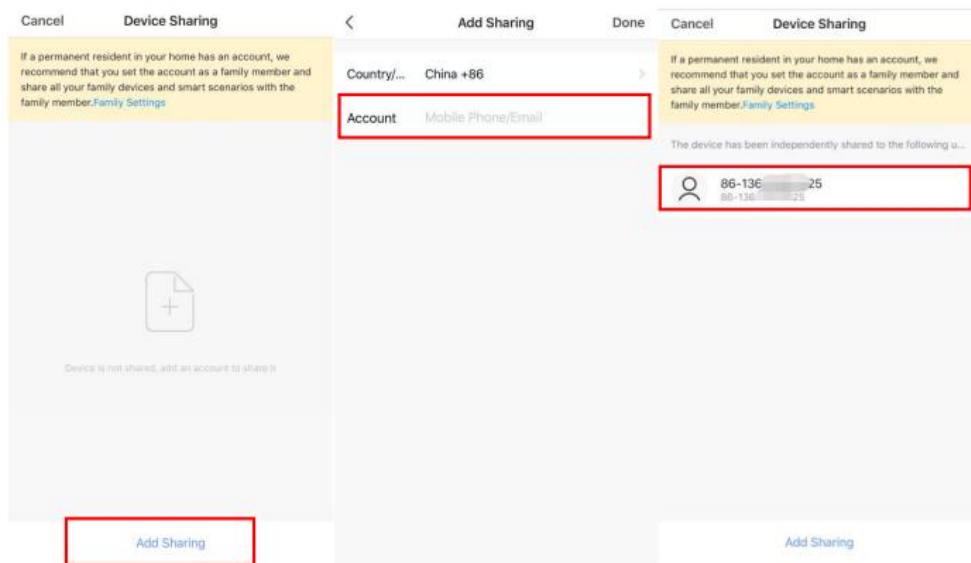 Cancel Device Sharing
If a permanent resident in your home has an account, we
recommend that you set the account as a family member and
share all your family devices and smart scenarios with the
family member.Family Settings
Device is not shared, add an account to share it
Add Sharing
Add Sharing Done
Country/... China +86
Account Mobile Phone/Email
Cancel Device Sharing
If a permanent resident in your home has an account, we
recommend that you set the account as a family member and
share all your family devices and smart scenarios with the
family member.Family Settings
The device has been independently shared to the following u...
86-136 25
86-136 25
Add Sharing